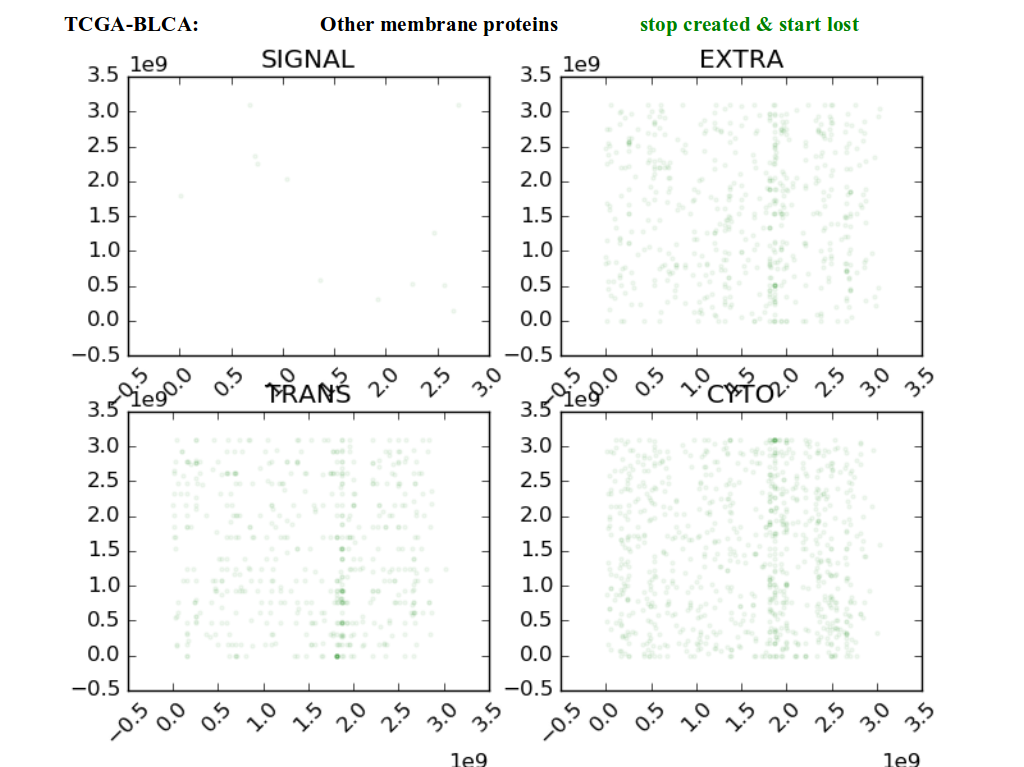 TCGA-BLCA: Other membrane proteins stop created & start lost
SIGNAL EXTRA
1e9 1e9
3.5 3.5
3.0 3.0
2.5 2.5
2.0 2.0
1.5 1.5
1.0 1.0
0.5 0.5
0.0 0.0
−0.5 −0.5
−0.5 0.0 0.5 1.0 1.5 2.0 2.5 3.0 −0.5 0.0 0.5 1.0 1.5 2.0 2.5 3.0 3.5
TRANS CYTO
1e9 1e9
3.5 3.5
3.0 3.0
2.5 2.5
2.0 2.0
1.5 1.5
1.0 1.0
0.5 0.5
0.0 0.0
−0.5 −0.5
−0.5 0.0 0.5 1.0 1.5 2.0 2.5 3.0 3.5 −0.5 0.0 0.5 1.0 1.5 2.0 2.5 3.0 3.5
1e9 1e9